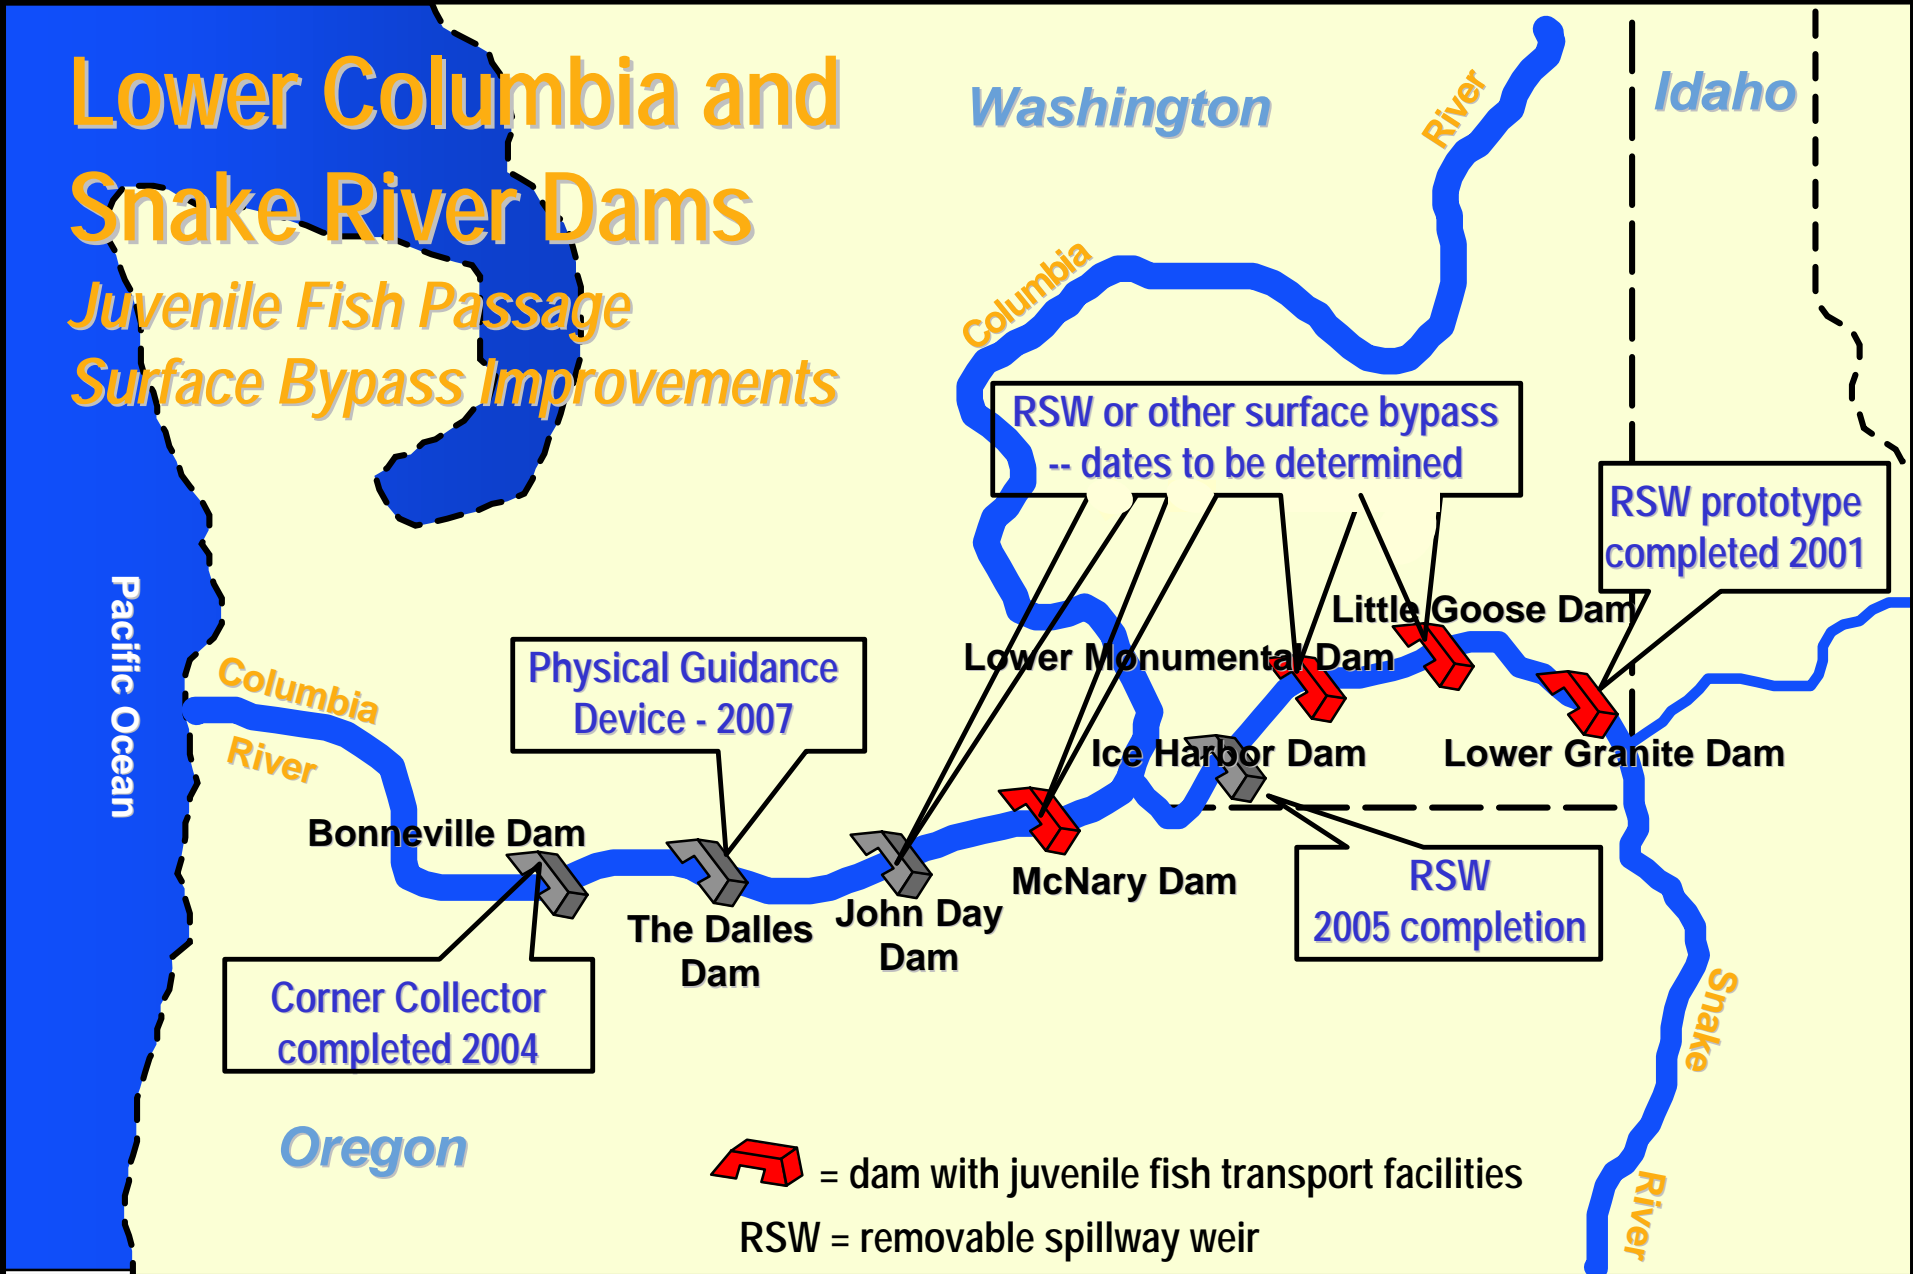 Lower Columbia and
Snake River Dams
Juvenile Fish Passage
Surface Bypass Improvements
Washington
Idaho
River
Columbia
RSW or other surface bypass
-- dates to be determined
RSW prototype
completed 2001
Pacific Ocean
Little Goose Dam
Lower Monumental Dam
Physical Guidance
Device - 2007
Columbia
River
Ice Harbor Dam
Lower Granite Dam
Bonneville Dam
McNary Dam
RSW
2005 completion
The Dalles
Dam
John Day
Dam
Corner Collector
completed 2004
Snake
River
Oregon
= dam with juvenile fish transport facilities
RSW = removable spillway weir